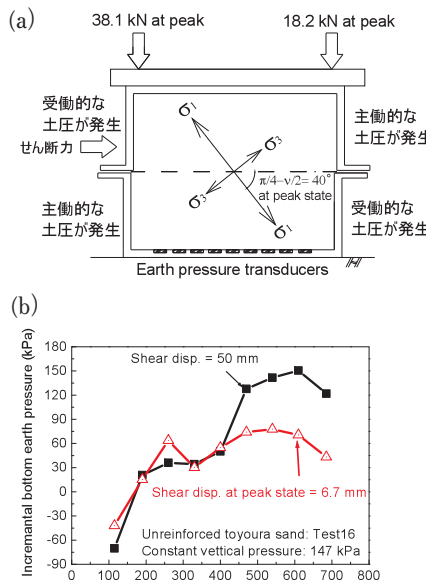 (a)
38.1 kN at peak
18.2 kN at peak
受働的な
土圧が発生
せん断力
主働的な
土圧が発生
σ1
σ3
π/4−ν/2= 40°
at peak state
σ3
σ1
主働的な
土圧が発生
受働的な
土圧が発生
Earth pressure transducers
(b)
Incremantal bottom earth pressure (kPa)
180
150
120
90
60
30
0
-30
-60
-90
Shear disp. = 50 mm
Shear disp. at peak state = 6.7 mm
Unreinforced toyoura sand: Test16
Constant vettical pressure: 147 kPa
0 100 200 300 400 500 600 700 800